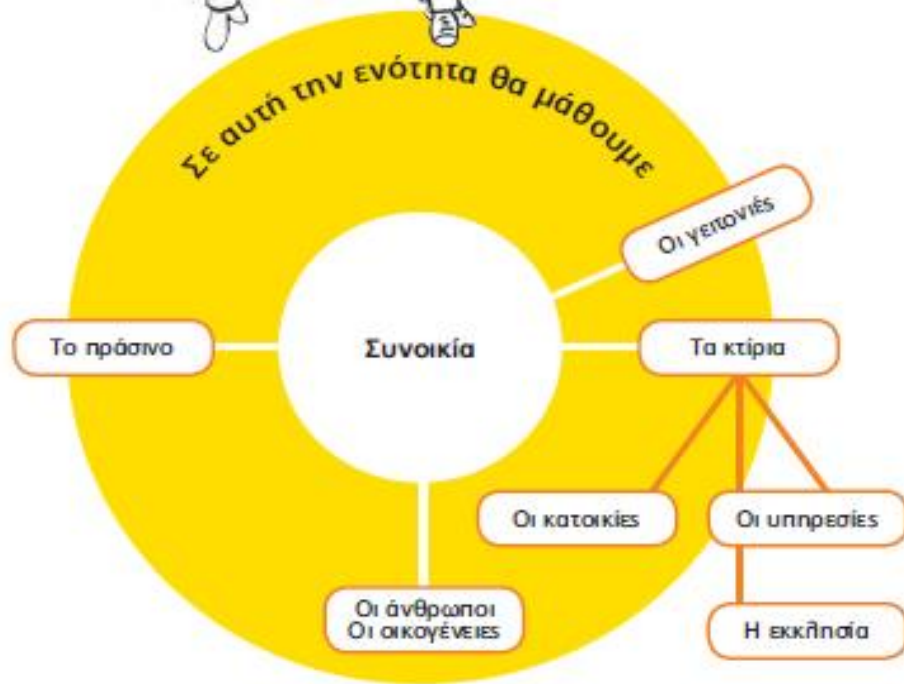 Σε αυτή την ενότητα θα μάθουμε
Οι γειτονιές
Το πράσινο
Συνοικία
Τα κτίρια
Οι κατοικίες
Οι υπηρεσίες
Οι άνθρωποι
Οι οικογένειες
Η εκκλησία